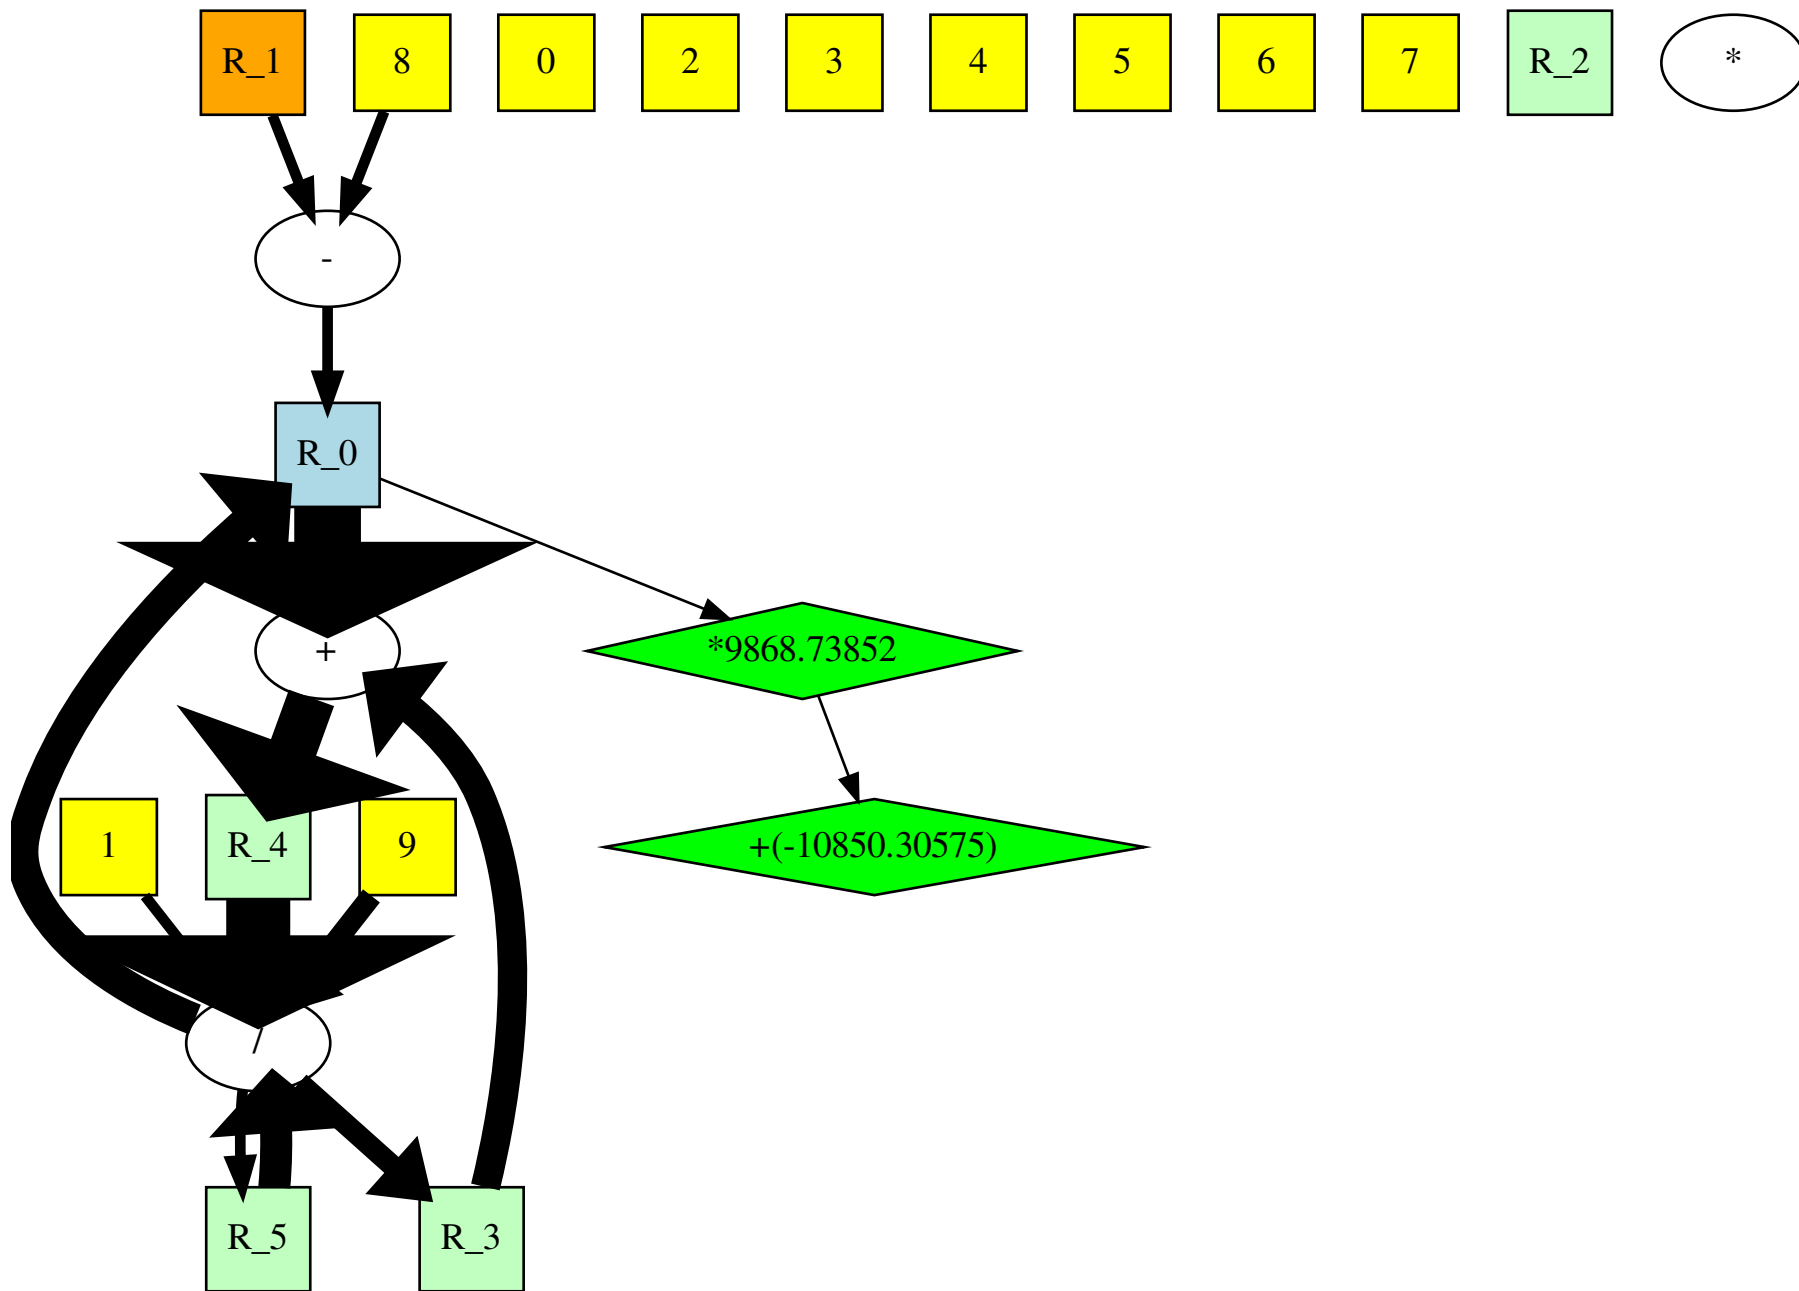 R_1 8 0 2 3 4 5 6 7 R_2 *
-
R_0
+ *9868.73852
1 R_4 9 +(-10850.30575)
/
R_5 R_3